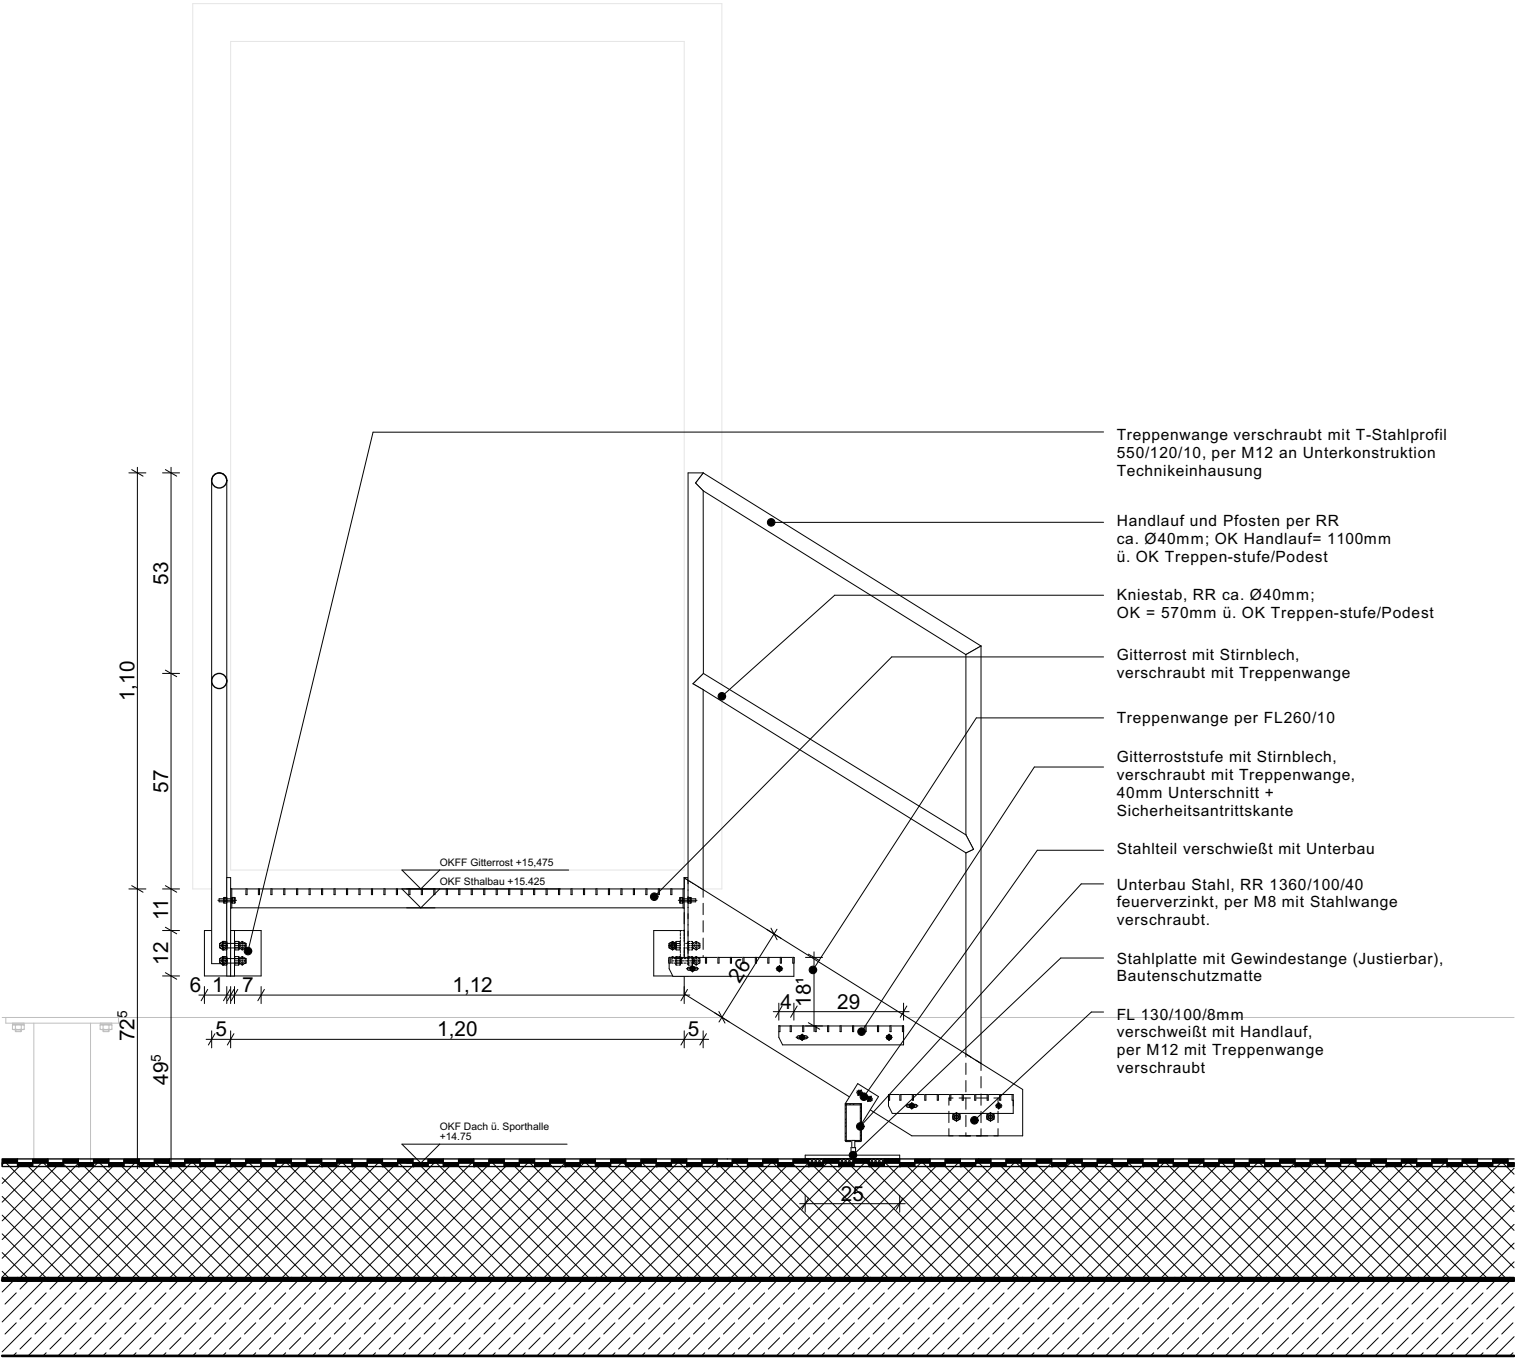 Treppenwange verschraubt mit T-Stahlprofil
550/120/10, per M12 an Unterkonstruktion
Technikeinhausung
Handlauf und Pfosten per RR
ca. Ø40mm; OK Handlauf= 1100mm
ü. OK Treppen-stufe/Podest
Kniestab, RR ca. Ø40mm;
OK = 570mm ü. OK Treppen-stufe/Podest
Gitterrost mit Stirnblech,
verschraubt mit Treppenwange
Treppenwange per FL260/10
Gitterroststufe mit Stirnblech,
verschraubt mit Treppenwange,
40mm Unterschnitt +
Sicherheitsantrittskante
Stahlteil verschwießt mit Unterbau
Unterbau Stahl, RR 1360/100/40
feuerverzinkt, per M8 mit Stahlwange
verschraubt.
Stahlplatte mit Gewindestange (Justierbar),
Bautenschutzmatte
FL 130/100/8mm
verschweißt mit Handlauf,
per M12 mit Treppenwange
verschraubt
53
1,10
57
OKFF Gitterrost +15,475
OKF Sthalbau +15.425
11
12
26
18¹
6 1 7 1,12
4 29
72⁵
5 1,20 5
49⁵
OKF Dach ü. Sporthalle
+14.75
25